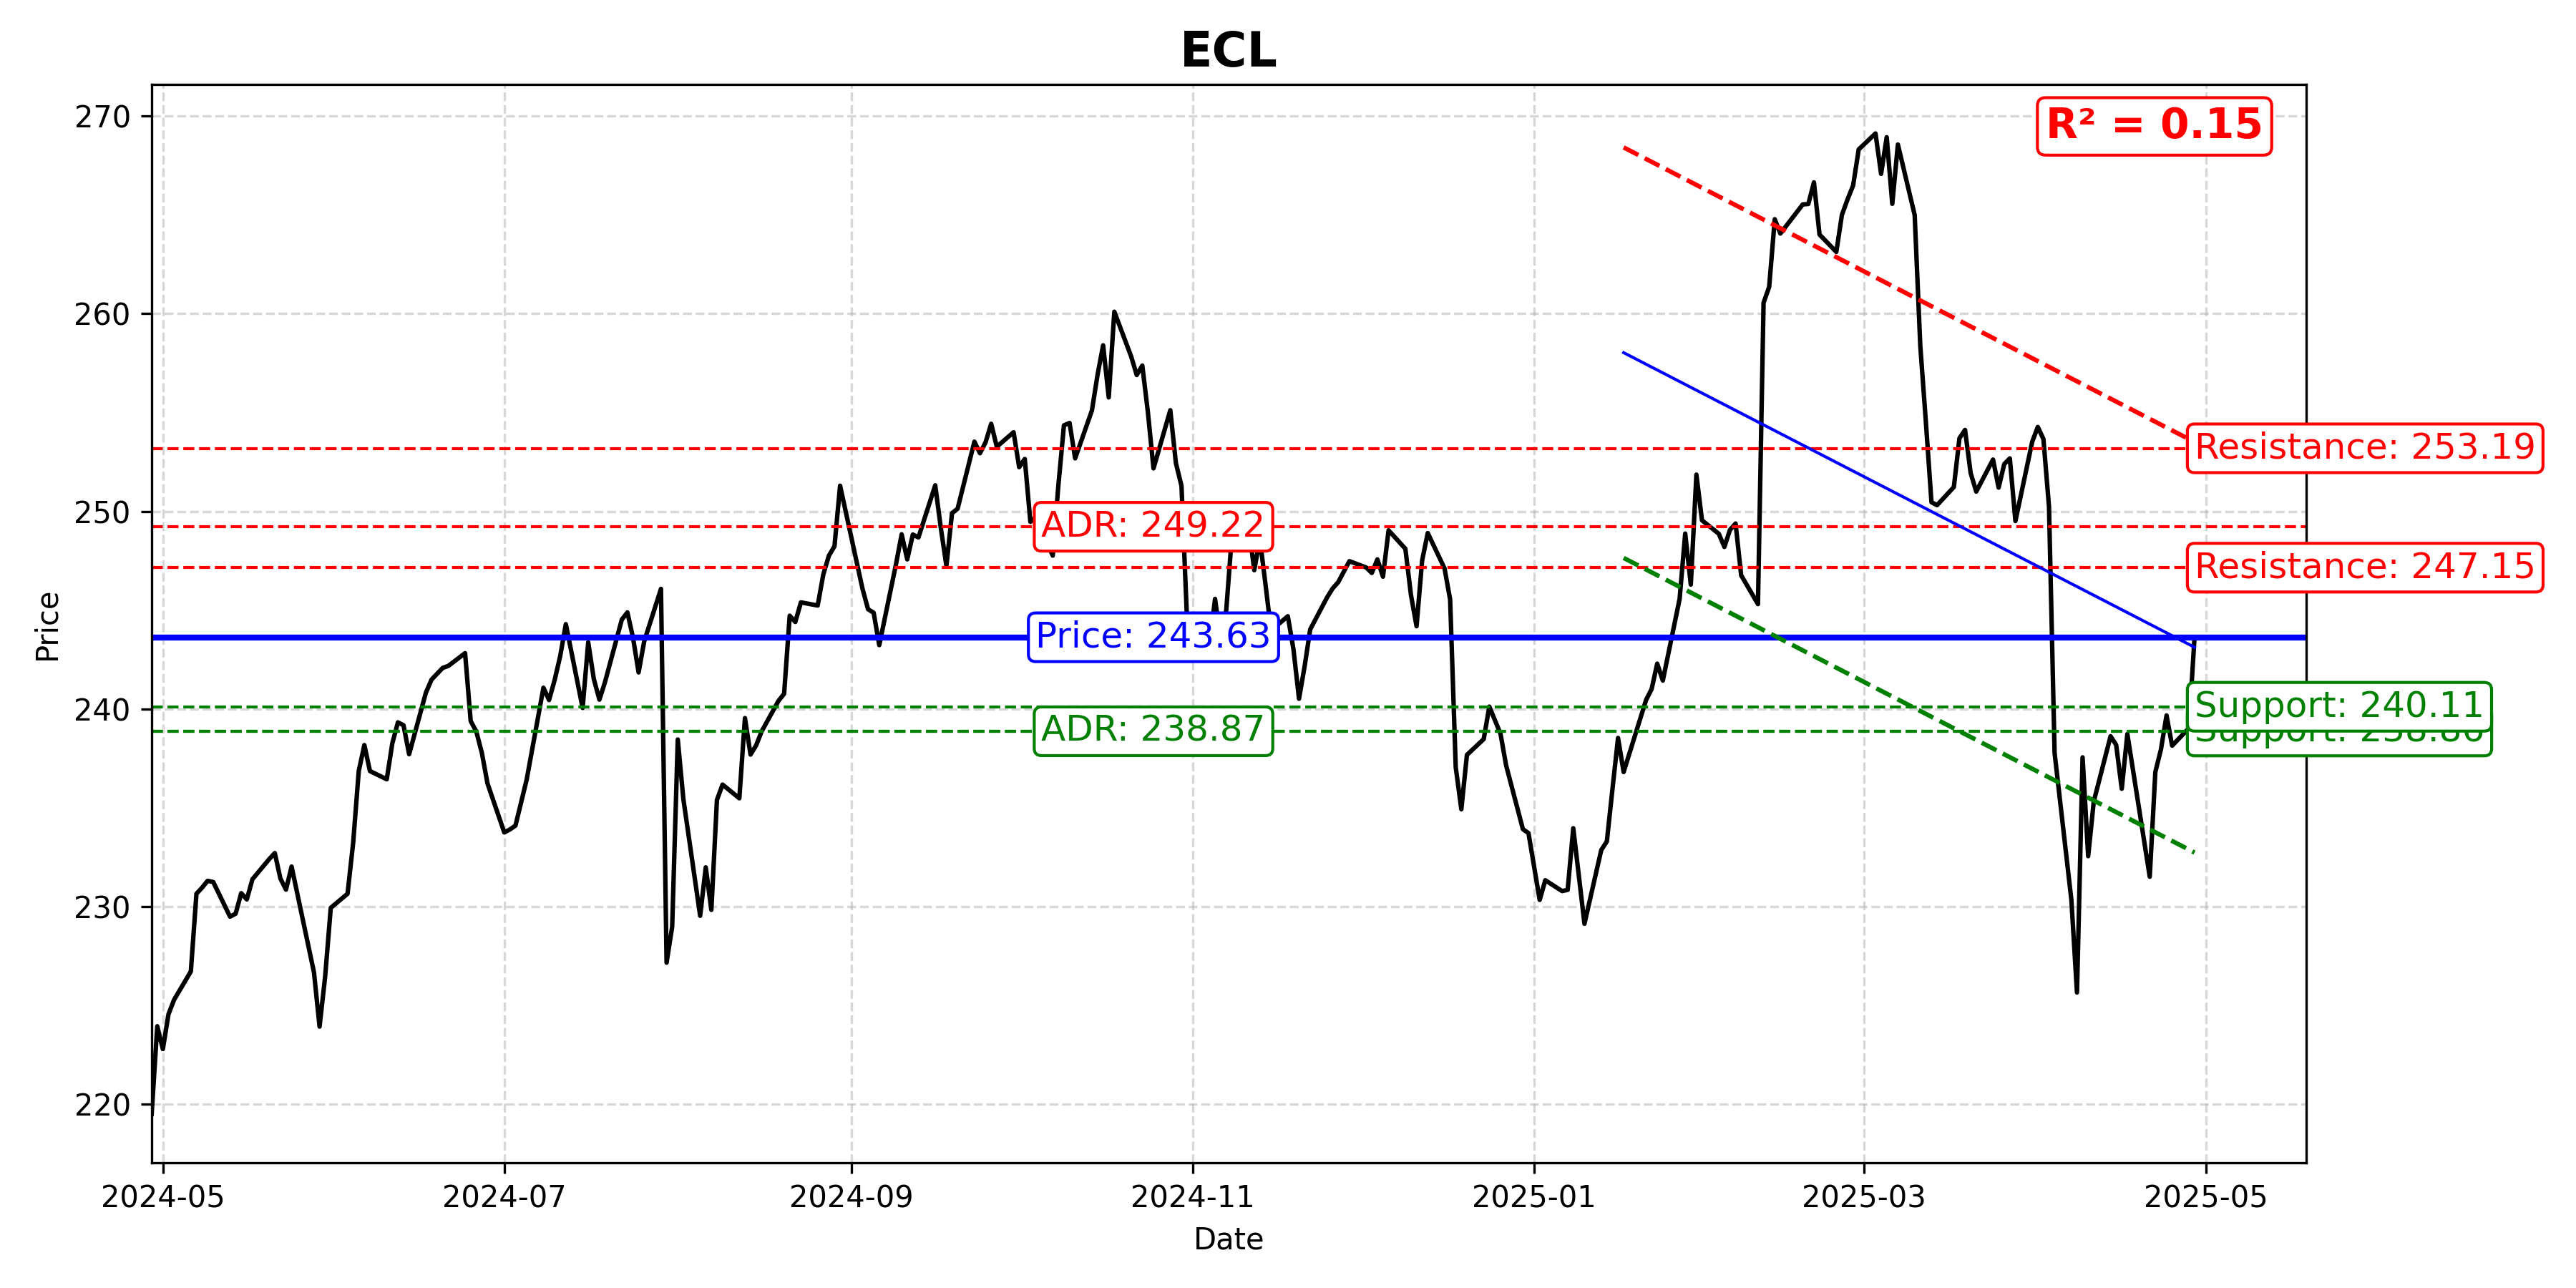 ECL
R² = 0.15
270
260
250
240
230
220
Price
Resistance: 253.19
ADR: 249.22
Resistance: 247.15
Price: 243.63
Support: 240.11
ADR: 238.87
Support:
2024-05
2024-07
2024-09
2024-11
2025-01
2025-03
2025-05
Date